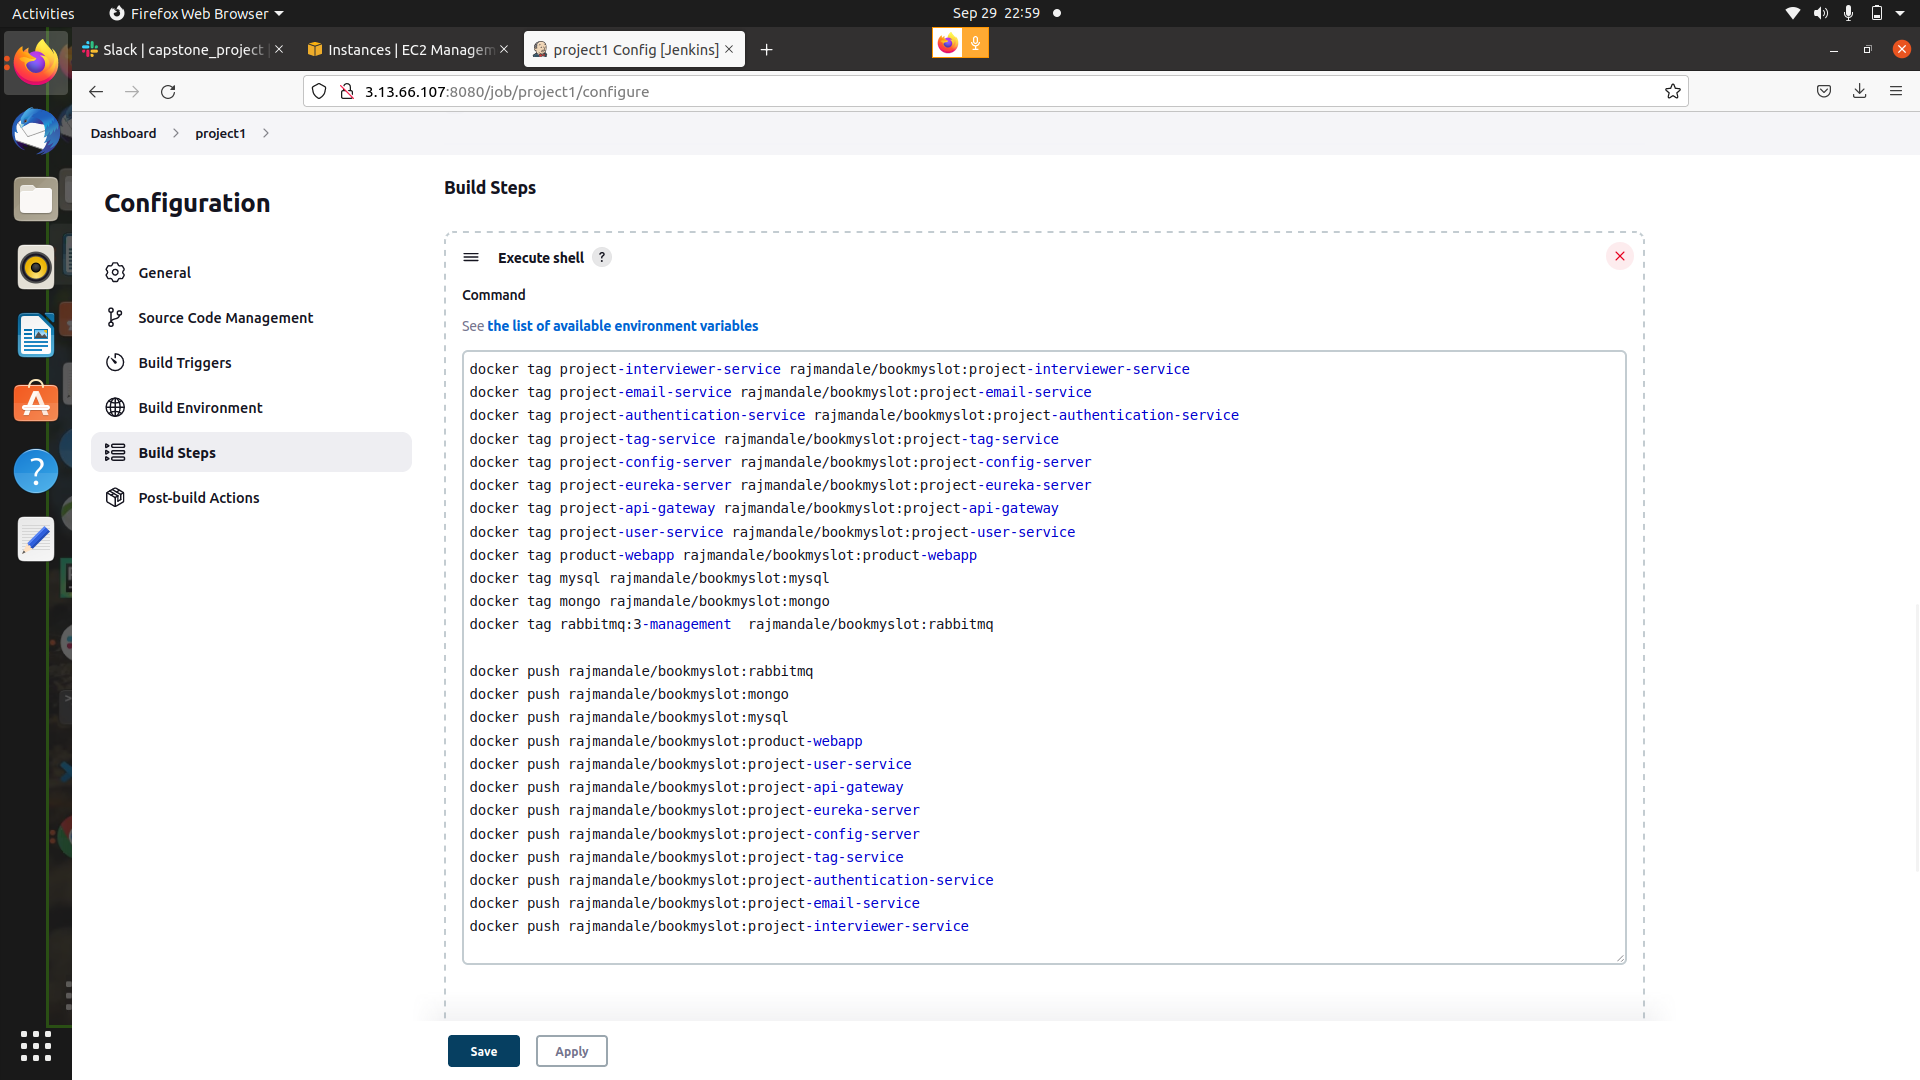 Activities
Firefox Web Browser
Sep 29 22:59
Slack | capstone_project
Instances | EC2 Managem
project1 Config [Jenkins]
3.13.66.107:8080/job/project1/configure
Dashboard
project1
Configuration
General
Source Code Management
Build Triggers
Build Environment
Build Steps
Post-build Actions
Build Steps
Execute shell ?
Command
See the list of available environment variables
docker tag project-interviewer-service rajmandale/bookmyslot:project-interviewer-service
docker tag project-email-service rajmandale/bookmyslot:project-email-service
docker tag project-authentication-service rajmandale/bookmyslot:project-authentication-service
docker tag project-tag-service rajmandale/bookmyslot:project-tag-service
docker tag project-config-server rajmandale/bookmyslot:project-config-server
docker tag project-eureka-server rajmandale/bookmyslot:project-eureka-server
docker tag project-api-gateway rajmandale/bookmyslot:project-api-gateway
docker tag project-user-service rajmandale/bookmyslot:project-user-service
docker tag product-webapp rajmandale/bookmyslot:product-webapp
docker tag mysql rajmandale/bookmyslot:mysql
docker tag mongo rajmandale/bookmyslot:mongo
docker tag rabbitmq:3-management  rajmandale/bookmyslot:rabbitmq
docker push rajmandale/bookmyslot:rabbitmq
docker push rajmandale/bookmyslot:mongo
docker push rajmandale/bookmyslot:mysql
docker push rajmandale/bookmyslot:product-webapp
docker push rajmandale/bookmyslot:project-user-service
docker push rajmandale/bookmyslot:project-api-gateway
docker push rajmandale/bookmyslot:project-eureka-server
docker push rajmandale/bookmyslot:project-config-server
docker push rajmandale/bookmyslot:project-tag-service
docker push rajmandale/bookmyslot:project-authentication-service
docker push rajmandale/bookmyslot:project-email-service
docker push rajmandale/bookmyslot:project-interviewer-service
Save
Apply